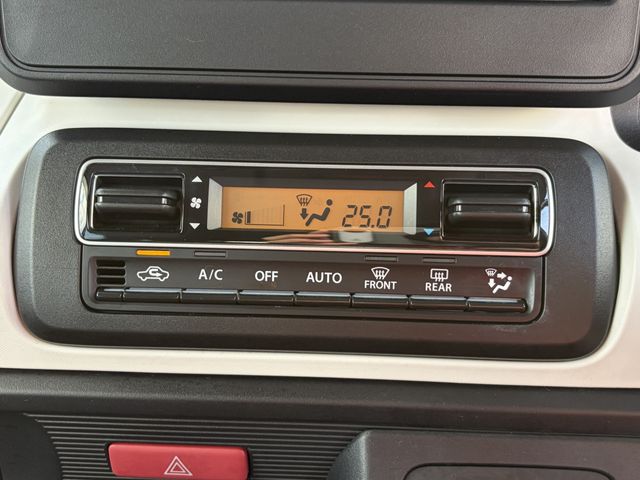 25.0
A/C OFF AUTO FRONT REAR